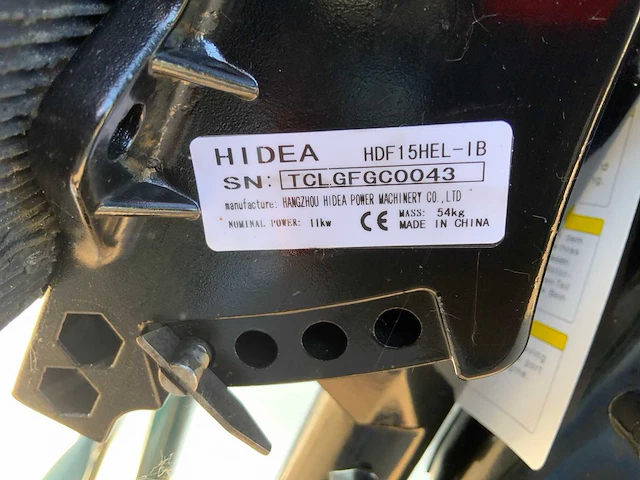 HIDEA HDF15HEL-IB
SN: TCLGFGC0043
manufacture: HANGZHOU HIDEA POWER MACHINERY CO.,LTD
NOMINAL POWER: 11kw CE MASS: 54kg
MADE IN CHINA